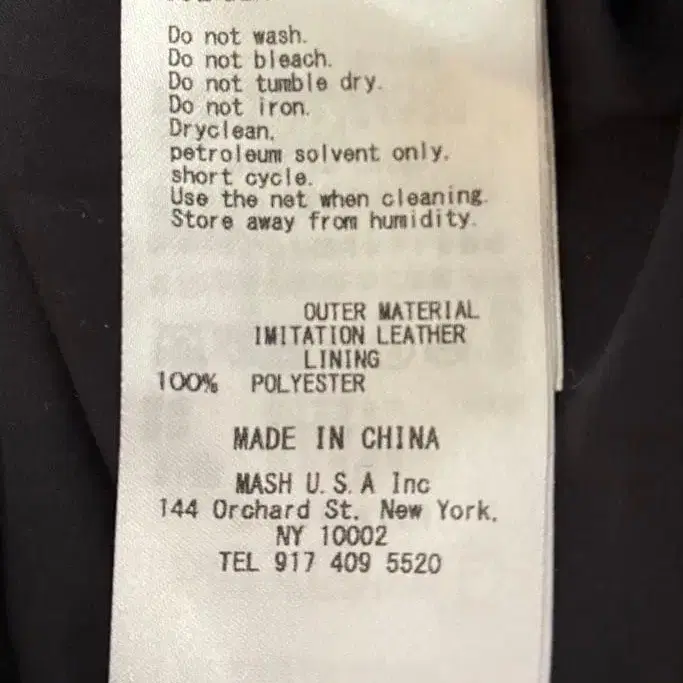 Do not wash.
Do not bleach.
Do not tumble dry.
Do not iron.
Dryclean,
petroleum solvent only.
short cycle.
Use the net when cleaning.
Store away from humidity.
OUTER MATERIAL
IMITATION LEATHER
LINING
100% POLYESTER
MADE IN CHINA
MASH U.S.A Inc
144 Orchard St. New York,
NY 10002
TEL 917 409 5520